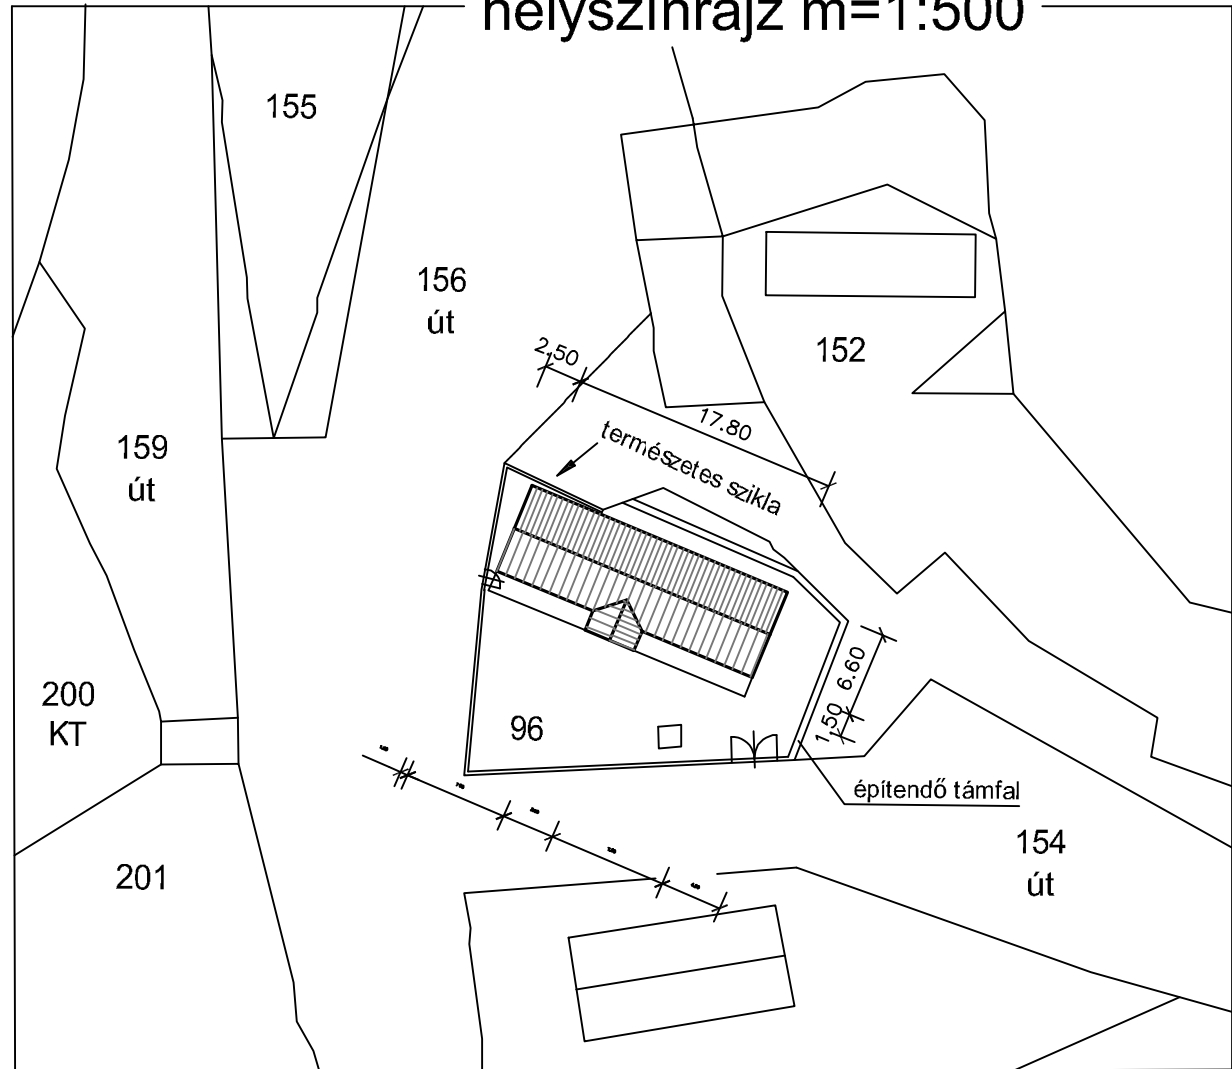 helyszínrajz m=1:500
155
156
út
152
2,50
17.80
természetes szikla
159
út
6.60
1,50
200
KT
96
építendő támfal
154
út
201